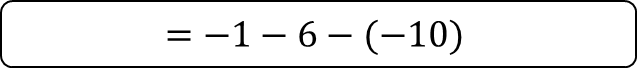 = −1 − 6 − (−10)